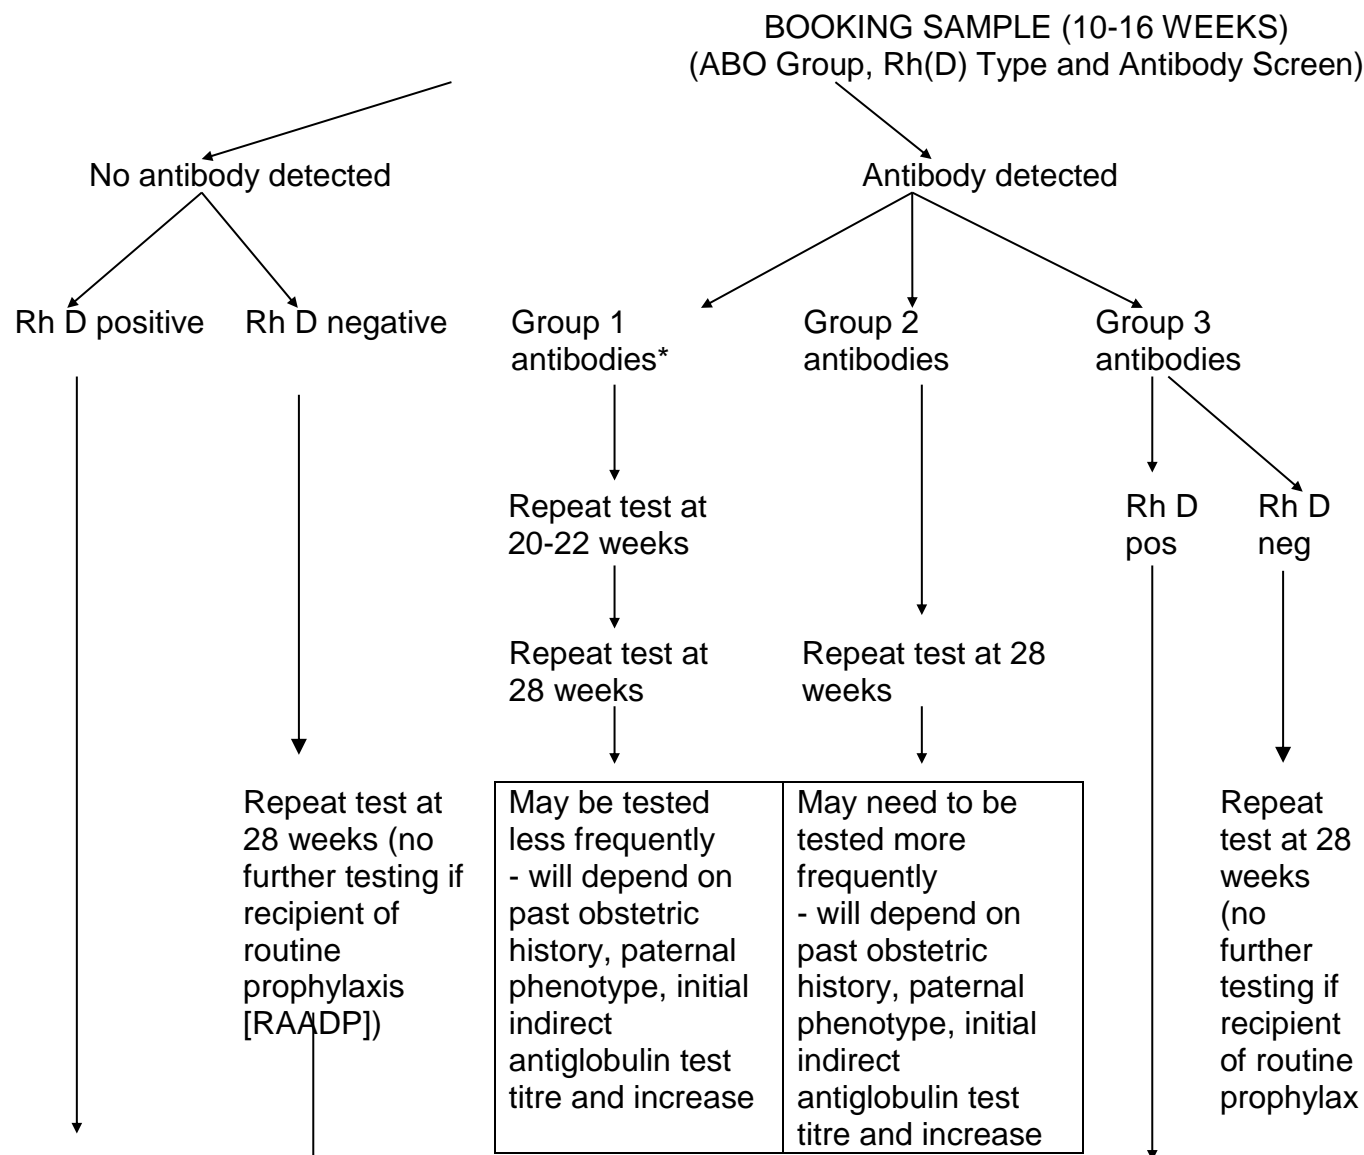 BOOKING SAMPLE (10-16 WEEKS)
(ABO Group, Rh(D) Type and Antibody Screen)
No antibody detected
Antibody detected
Rh D positive
Rh D negative
Group 1
antibodies*
Group 2
antibodies
Group 3
antibodies
Repeat test at
20-22 weeks
Rh D
pos
Rh D
neg
Repeat test at
28 weeks
Repeat test at 28
weeks
Repeat test at
28 weeks (no
further testing if
recipient of
routine
prophylaxis
[RAADP])
May be tested
less frequently
- will depend on
past obstetric
history, paternal
phenotype, initial
indirect
antiglobulin test
titre and increase
May need to be
tested more
frequently
- will depend on
past obstetric
history, paternal
phenotype, initial
indirect
antiglobulin test
titre and increase
Repeat
test at 28
weeks
(no
further
testing if
recipient
of routine
prophylax